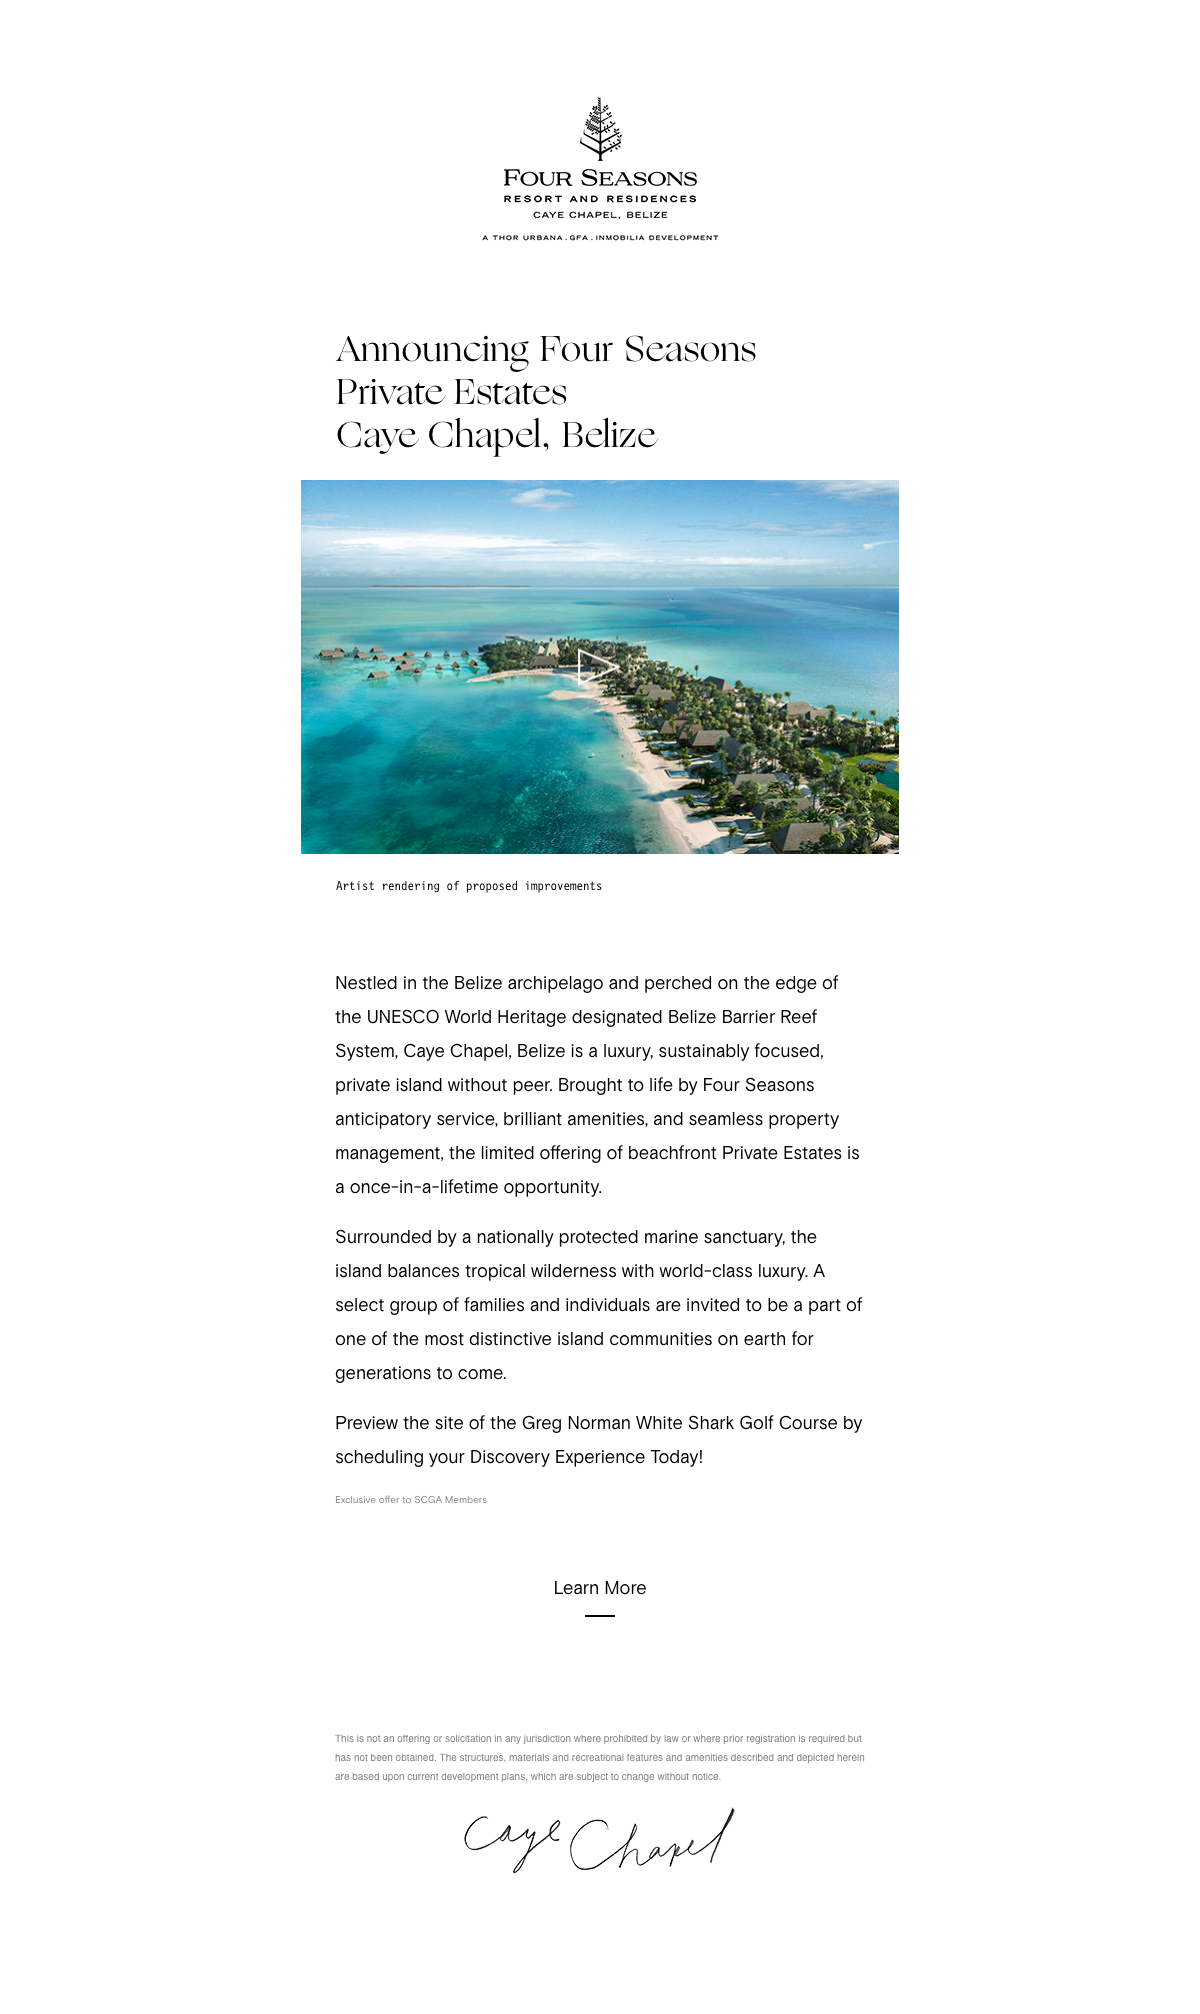 FOUR SEASONS
RESORT AND RESIDENCES
CAYE CHAPEL, BELIZE
A THOR URBANA . GFA . INMOBILIA DEVELOPMENT
Announcing Four Seasons
Private Estates
Caye Chapel, Belize
Artist rendering of proposed improvements
Nestled in the Belize archipelago and perched on the edge of
the UNESCO World Heritage designated Belize Barrier Reef
System, Caye Chapel, Belize is a luxury, sustainably focused,
private island without peer. Brought to life by Four Seasons
anticipatory service, brilliant amenities, and seamless property
management, the limited offering of beachfront Private Estates is
a once-in-a-lifetime opportunity.
Surrounded by a nationally protected marine sanctuary, the
island balances tropical wilderness with world-class luxury. A
select group of families and individuals are invited to be a part of
one of the most distinctive island communities on earth for
generations to come.
Preview the site of the Greg Norman White Shark Golf Course by
scheduling your Discovery Experience Today!
Exclusive offer to SCGA Members
Learn More
This is not an offering or solicitation in any jurisdiction where prohibited by law or where prior registration is required but
has not been obtained. The structures, materials and recreational features and amenities described and depicted herein
are based upon current development plans, which are subject to change without notice.
Caye Chapel